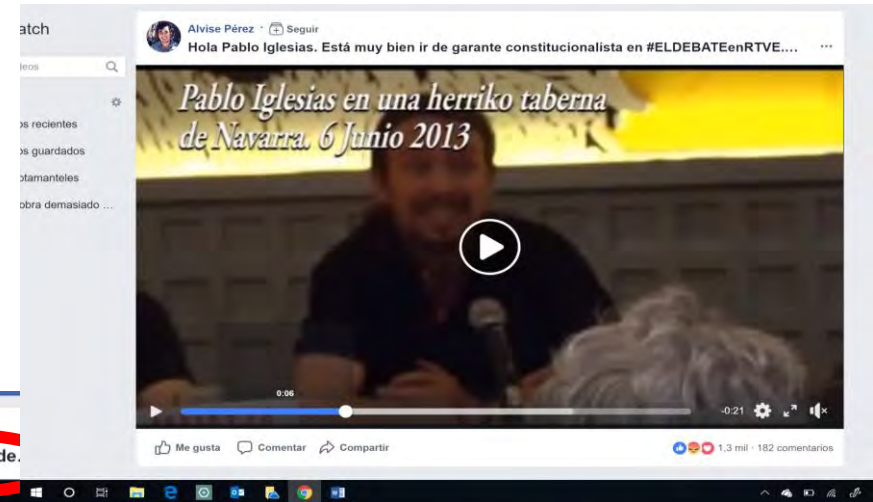 atch
Alvise Pérez · Seguir
Hola Pablo Iglesias. Está muy bien ir de garante constitucionalista en #ELDEBATEenRTVE.... ...
Pablo Iglesias en una herriko taberna
de Navarra. 6 Junio 2013
os recientes
os guardados
otamanteles
obra demasiado ...
0:06
-0:21
de.
Me gusta Comentar Compartir
1,3 mil · 182 comentarios